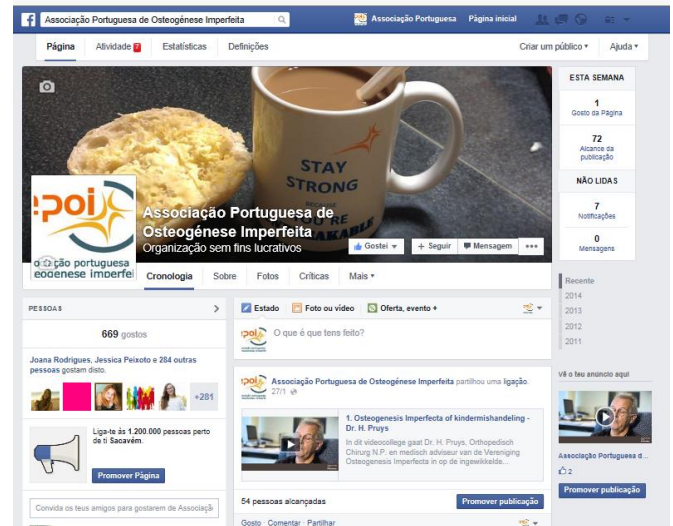 Associação Portuguesa de Osteogénese Imperfeita
Associação Portuguesa Página inicial
Página Atividade 7 Estatísticas Definições Criar um público Ajuda
STAY
STRONG
BECAUSE
YOU'RE
apoi
Associação Portuguesa de
Osteogénese Imperfeita
Organização sem fins lucrativos
Gostei + Seguir Mensagem
Cronologia Sobre Fotos Críticas Mais
ESTA SEMANA
1
Gosto da Página
72
Alcance da
publicação
NÃO LIDAS
7
Notificações
0
Mensagens
Recente
2014
2013
2012
2011
PESSOAS
669 gostos
Joana Rodrigues, Jessica Peixoto e 284 outras
pessoas gostam disto.
+281
Liga-te às 1.200.000 pessoas perto
de ti Sacavém.
Promover Página
Convida os teus amigos para gostarem de Associaçã
Estado Foto ou vídeo Oferta, evento +
O que é que tens feito?
Associação Portuguesa de Osteogénese Imperfeita partilhou uma ligação.
27/1
1. Osteogenesis Imperfecta of kindermishandeling -
Dr. H. Pruys
In dit videocollege gaat Dr. H. Pruys, Orthopedisch
Chirurg N.P. en medisch adviseur van de Vereniging
Osteogenesis Imperfecta in op de ingewikkelde...
54 pessoas alcançadas Promover publicação
Gosto · Comentar · Partilhar
Vê o teu anúncio aqui
Associação Portuguesa d...
2
Promover publicação